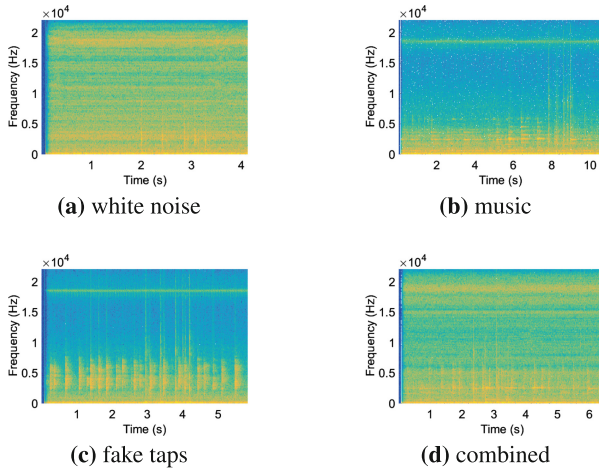 ×10⁴ ×10⁴
2 2
1.5 1.5
1 1
0.5 0.5
0 0
Frequency (Hz) Frequency (Hz)
1 2 3 4 2 4 6 8 10
Time (s) Time (s)
(a) white noise (b) music
×10⁴ ×10⁴
2 2
1.5 1.5
1 1
0.5 0.5
0 0
Frequency (Hz) Frequency (Hz)
1 2 3 4 5 1 2 3 4 5 6
Time (s) Time (s)
(c) fake taps (d) combined